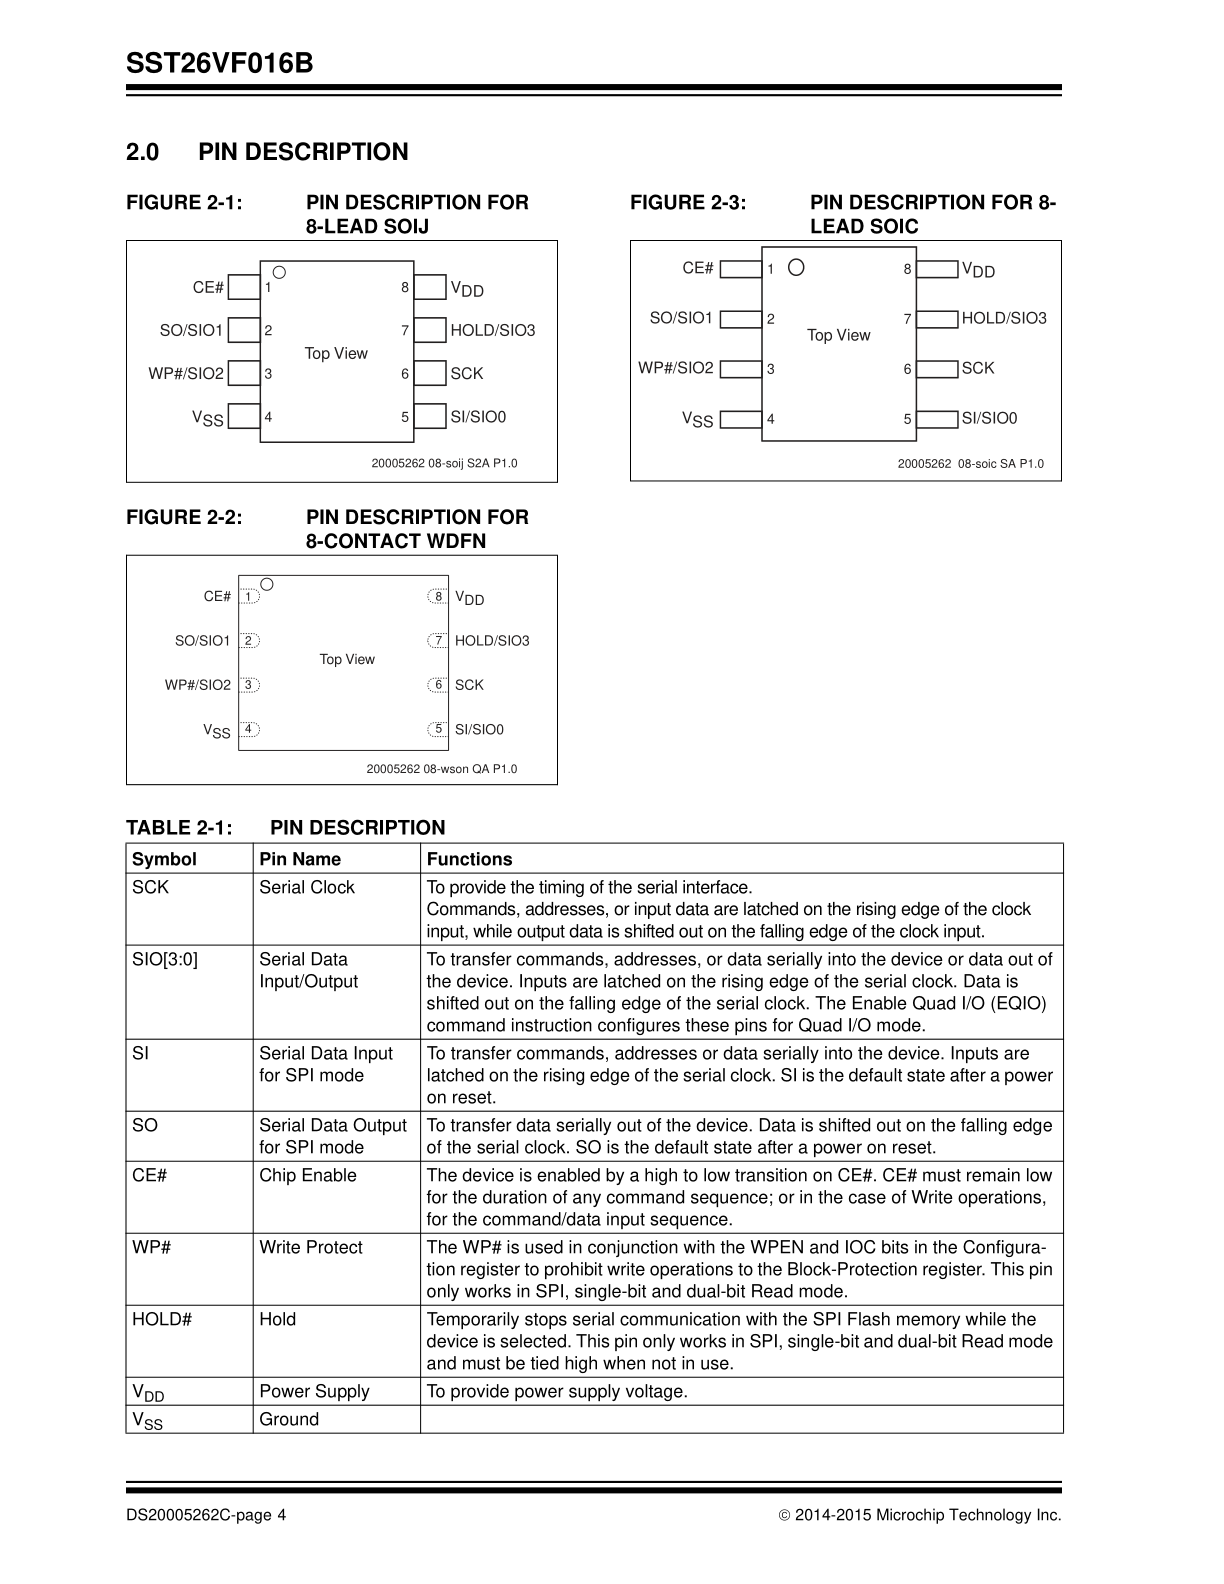 SST26VF016B
2.0 PIN DESCRIPTION
FIGURE 2-1: PIN DESCRIPTION FOR
8-LEAD SOIJ
CE# 1 8 VDD
SO/SIO1 2 7 HOLD/SIO3
Top View
WP#/SIO2 3 6 SCK
VSS 4 5 SI/SIO0
20005262 08-soij S2A P1.0
FIGURE 2-3: PIN DESCRIPTION FOR 8-
LEAD SOIC
CE# 1 8 VDD
SO/SIO1 2 7 HOLD/SIO3
Top View
WP#/SIO2 3 6 SCK
VSS 4 5 SI/SIO0
20005262 08-soic SA P1.0
FIGURE 2-2: PIN DESCRIPTION FOR
8-CONTACT WDFN
CE# 1 8 VDD
SO/SIO1 2 7 HOLD/SIO3
Top View
WP#/SIO2 3 6 SCK
VSS 4 5 SI/SIO0
20005262 08-wson QA P1.0
TABLE 2-1: PIN DESCRIPTION
Symbol Pin Name Functions
SCK Serial Clock To provide the timing of the serial interface.
Commands, addresses, or input data are latched on the rising edge of the clock
input, while output data is shifted out on the falling edge of the clock input.
SIO[3:0] Serial Data To transfer commands, addresses, or data serially into the device or data out of
Input/Output the device. Inputs are latched on the rising edge of the serial clock. Data is
shifted out on the falling edge of the serial clock. The Enable Quad I/O (EQIO)
command instruction configures these pins for Quad I/O mode.
SI Serial Data Input To transfer commands, addresses or data serially into the device. Inputs are
for SPI mode latched on the rising edge of the serial clock. SI is the default state after a power
on reset.
SO Serial Data Output To transfer data serially out of the device. Data is shifted out on the falling edge
for SPI mode of the serial clock. SO is the default state after a power on reset.
CE# Chip Enable The device is enabled by a high to low transition on CE#. CE# must remain low
for the duration of any command sequence; or in the case of Write operations,
for the command/data input sequence.
WP# Write Protect The WP# is used in conjunction with the WPEN and IOC bits in the Configura-
tion register to prohibit write operations to the Block-Protection register. This pin
only works in SPI, single-bit and dual-bit Read mode.
HOLD# Hold Temporarily stops serial communication with the SPI Flash memory while the
device is selected. This pin only works in SPI, single-bit and dual-bit Read mode
and must be tied high when not in use.
VDD Power Supply To provide power supply voltage.
VSS Ground
DS20005262C-page 4 © 2014-2015 Microchip Technology Inc.